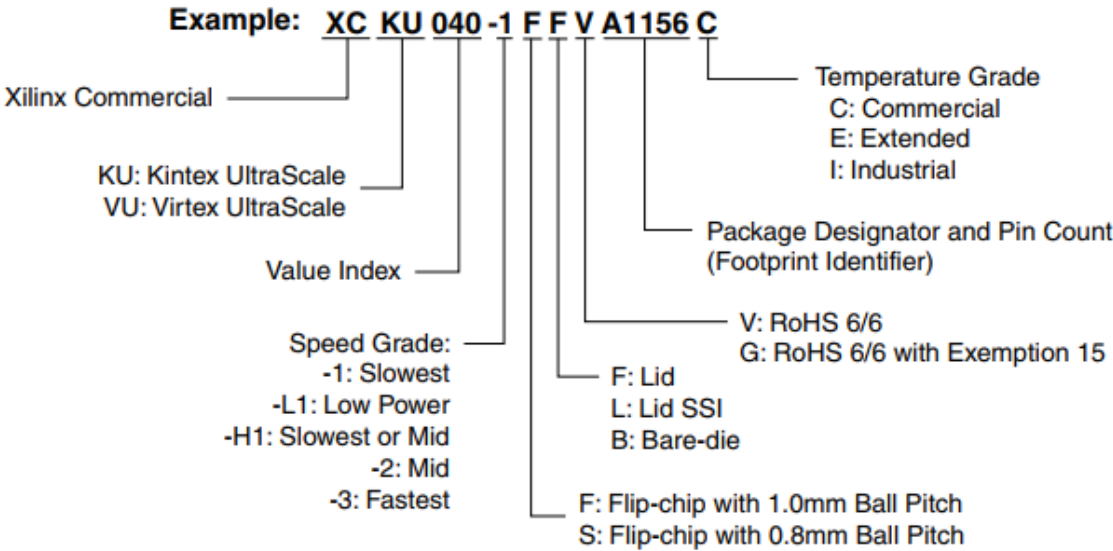 Example: XC KU 040 -1 F F V A1156 C
Xilinx Commercial
Temperature Grade
C: Commercial
E: Extended
I: Industrial
KU: Kintex UltraScale
VU: Virtex UltraScale
Package Designator and Pin Count
(Footprint Identifier)
Value Index
V: RoHS 6/6
G: RoHS 6/6 with Exemption 15
Speed Grade:
-1: Slowest
-L1: Low Power
-H1: Slowest or Mid
-2: Mid
-3: Fastest
F: Lid
L: Lid SSI
B: Bare-die
F: Flip-chip with 1.0mm Ball Pitch
S: Flip-chip with 0.8mm Ball Pitch